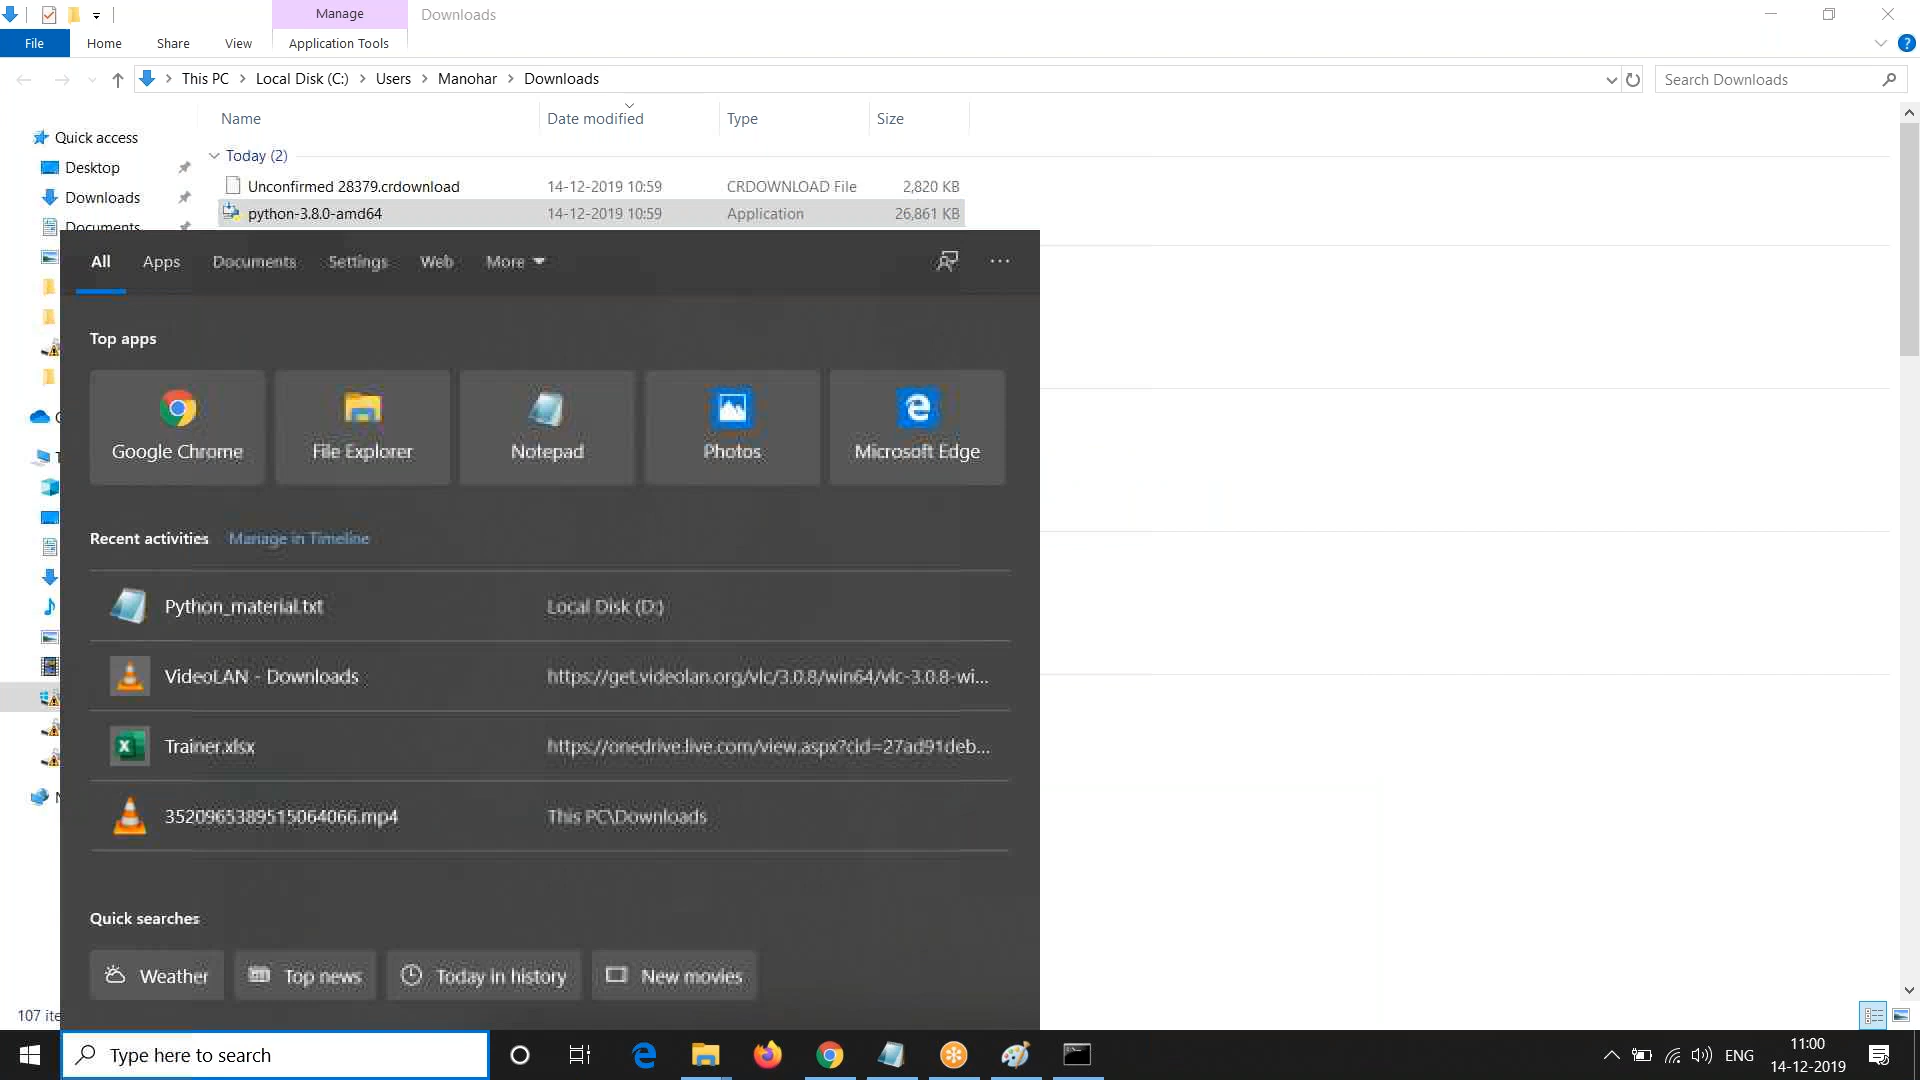 Manage
Downloads
File
Home
Share
View
Application Tools
This PC
Local Disk (C:)
Users
Manohar
Downloads
Search Downloads
Name
Date modified
Type
Size
Quick access
Today (2)
Desktop
Unconfirmed 28379.crdownload 14-12-2019 10:59 CRDOWNLOAD File 2,820 KB
Downloads
python-3.8.0-amd64 14-12-2019 10:59 Application 26,861 KB
Documents
All
Apps
Documents
Settings
Web
More
Top apps
Google Chrome
File Explorer
Notepad
Photos
Microsoft Edge
Recent activities
Manage in Timeline
Python_material.txt
Local Disk (D:)
VideoLAN - Downloads
https://get.videolan.org/vlc/3.0.8/win64/vlc-3.0.8-wi...
Trainer.xlsx
https://onedrive.live.com/view.aspx?cid=27ad91deb...
3520965389515064066.mp4
This PC\Downloads
Quick searches
Weather
Top news
Today in history
New movies
107 ite
Type here to search
ENG
11:00
14-12-2019